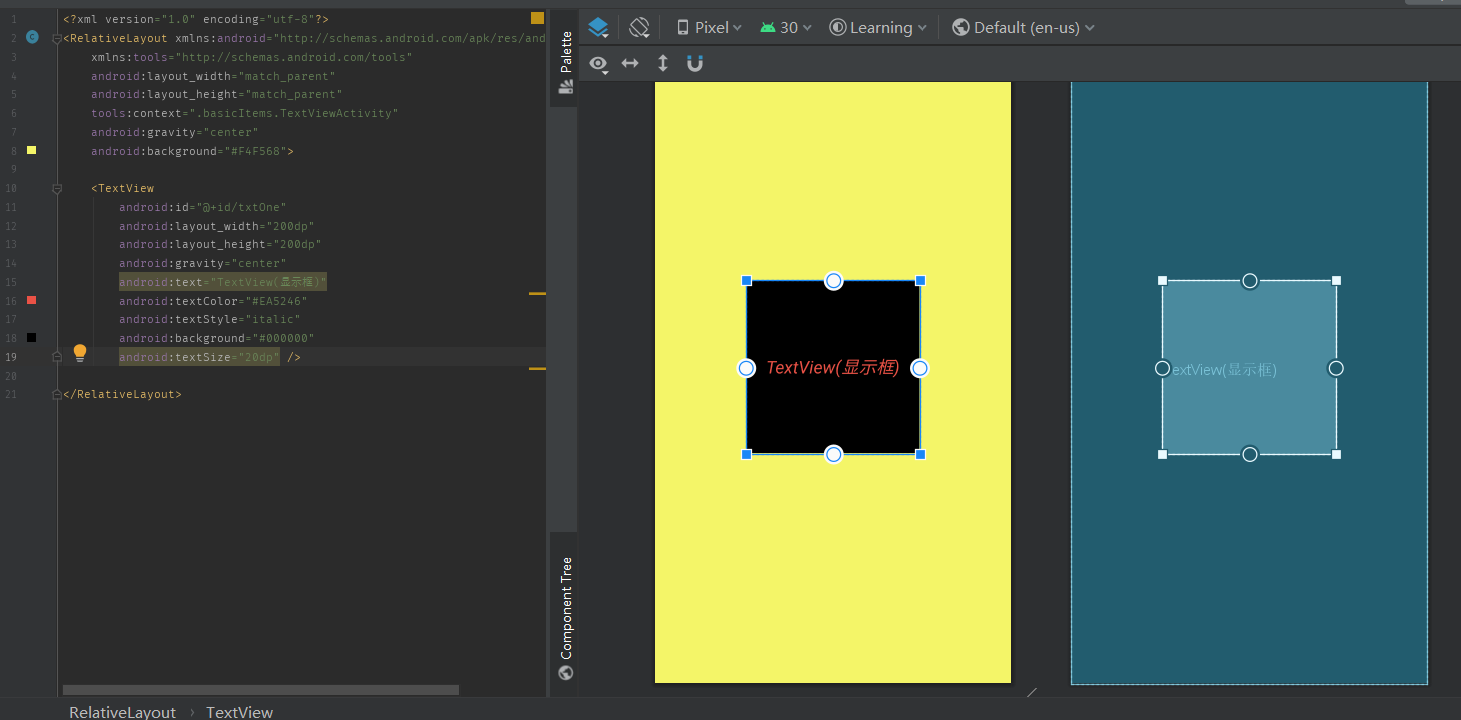 1 <?xml version="1.0" encoding="utf-8"?>
2 <RelativeLayout xmlns:android="http://schemas.android.com/apk/res/and
3 xmlns:tools="http://schemas.android.com/tools"
4 android:layout_width="match_parent"
5 android:layout_height="match_parent"
6 tools:context=".basicItems.TextViewActivity"
7 android:gravity="center"
8 android:background="#F4F568">
9
10 <TextView
11 android:id="@+id/txtOne"
12 android:layout_width="200dp"
13 android:layout_height="200dp"
14 android:gravity="center"
15 android:text="TextView(显示框)"
16 android:textColor="#EA5246"
17 android:textStyle="italic"
18 android:background="#000000"
19 android:textSize="20dp" />
20
21 </RelativeLayout>
RelativeLayout › TextView
Palette
Component Tree
Pixel 30 Learning Default (en-us)
TextView(显示框)
extView(显示框)